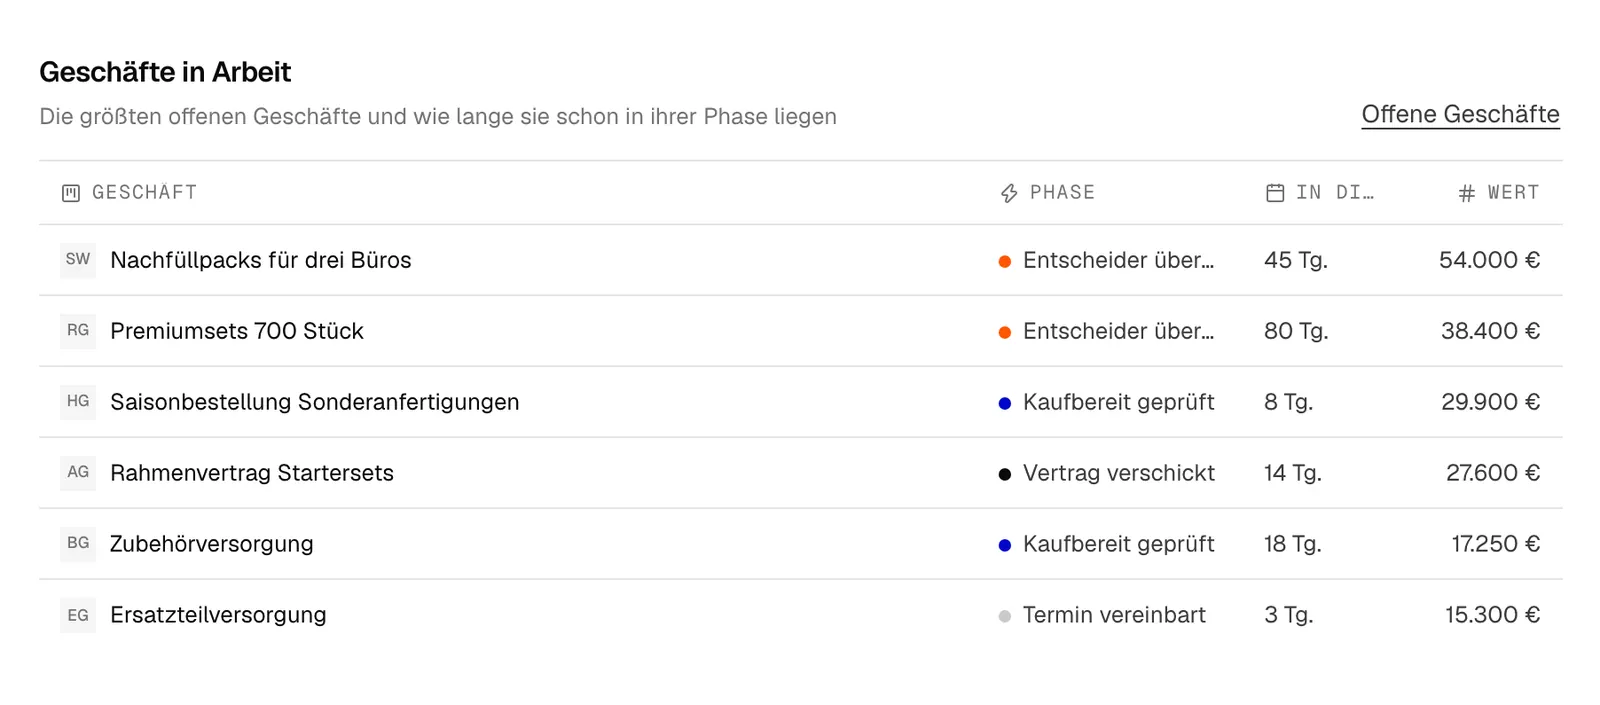 Geschäfte in Arbeit
Die größten offenen Geschäfte und wie lange sie schon in ihrer Phase liegen
Offene Geschäfte
GESCHÄFT PHASE IN DI… WERT
SW Nachfüllpacks für drei Büros Entscheider über… 45 Tg. 54.000 €
RG Premiumsets 700 Stück Entscheider über… 80 Tg. 38.400 €
HG Saisonbestellung Sonderanfertigungen Kaufbereit geprüft 8 Tg. 29.900 €
AG Rahmenvertrag Startersets Vertrag verschickt 14 Tg. 27.600 €
BG Zubehörversorgung Kaufbereit geprüft 18 Tg. 17.250 €
EG Ersatzteilversorgung Termin vereinbart 3 Tg. 15.300 €